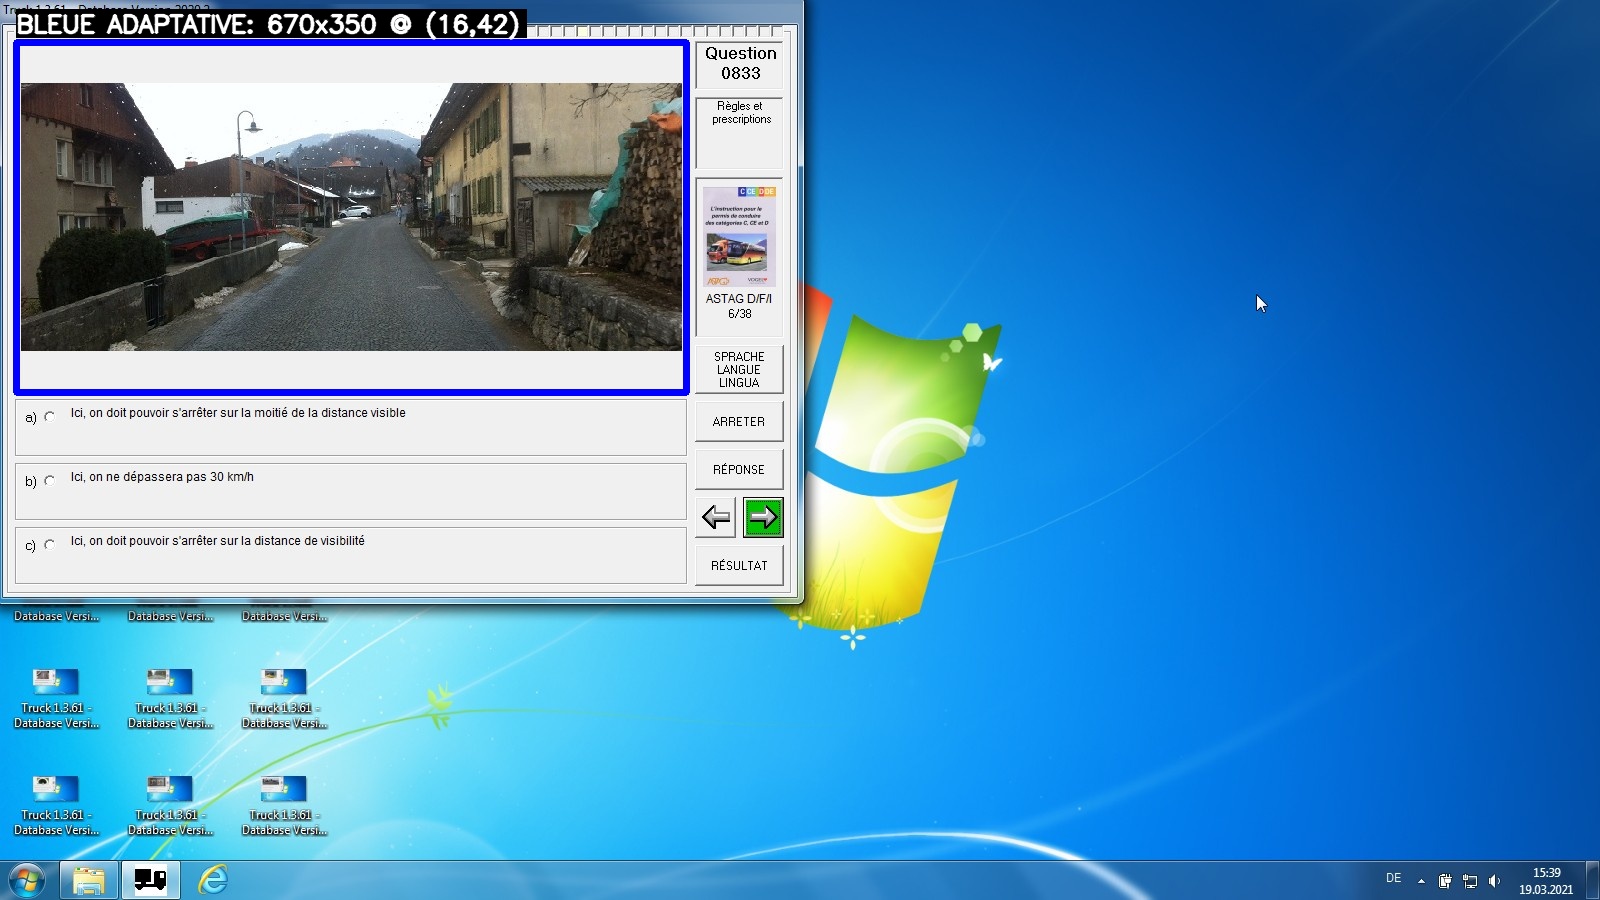 BLEUE ADAPTATIVE: 670x350 @ (16,42)
Question
0833
Règles et
prescriptions
C CE D DE
L'instruction pour le
permis de conduire
des catégories C, CE et D
ASTAG D/F/I
6/38
SPRACHE
LANGUE
LINGUA
a) Ici, on doit pouvoir s'arrêter sur la moitié de la distance visible
ARRETER
b) Ici, on ne dépassera pas 30 km/h
RÉPONSE
c) Ici, on doit pouvoir s'arrêter sur la distance de visibilité
RÉSULTAT
Database Versi... Database Versi... Database Versi...
Truck 1.3.61 - Truck 1.3.61 - Truck 1.3.61 -
Database Versi... Database Versi... Database Versi...
Truck 1.3.61 - Truck 1.3.61 - Truck 1.3.61 -
Database Versi... Database Versi... Database Versi...
DE
15:39
19.03.2021